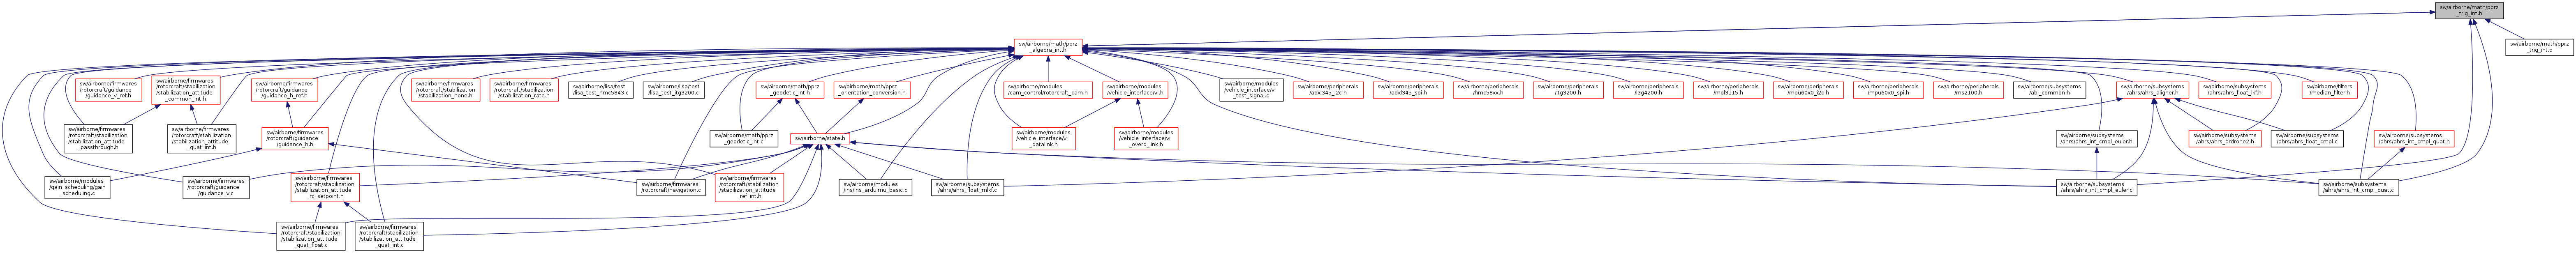 sw/airborne/math/pprz
_trig_int.h
sw/airborne/math/pprz
_algebra_int.h
sw/airborne/math/pprz
_trig_int.c
sw/airborne/firmwares
/rotorcraft/guidance
/guidance_v_ref.h
sw/airborne/firmwares
/rotorcraft/stabilization
/stabilization_attitude
_common_int.h
sw/airborne/firmwares
/rotorcraft/guidance
/guidance_h_ref.h
sw/airborne/firmwares
/rotorcraft/stabilization
/stabilization_none.h
sw/airborne/firmwares
/rotorcraft/stabilization
/stabilization_rate.h
sw/airborne/lisa/test
/lisa_test_hmc5843.c
sw/airborne/lisa/test
/lisa_test_itg3200.c
sw/airborne/math/pprz
_geodetic_int.h
sw/airborne/math/pprz
_orientation_conversion.h
sw/airborne/modules
/cam_control/rotorcraft_cam.h
sw/airborne/modules
/vehicle_interface/vi.h
sw/airborne/modules
/vehicle_interface/vi
_test_signal.c
sw/airborne/peripherals
/adxl345_i2c.h
sw/airborne/peripherals
/adxl345_spi.h
sw/airborne/peripherals
/hmc58xx.h
sw/airborne/peripherals
/itg3200.h
sw/airborne/peripherals
/l3g4200.h
sw/airborne/peripherals
/mpl3115.h
sw/airborne/peripherals
/mpu60x0_i2c.h
sw/airborne/peripherals
/mpu60x0_spi.h
sw/airborne/peripherals
/ms2100.h
sw/airborne/subsystems
/abi_common.h
sw/airborne/subsystems
/ahrs/ahrs_aligner.h
sw/airborne/subsystems
/ahrs/ahrs_float_lkf.h
sw/airborne/filters
/median_filter.h
sw/airborne/firmwares
/rotorcraft/stabilization
/stabilization_attitude
_passthrough.h
sw/airborne/firmwares
/rotorcraft/stabilization
/stabilization_attitude
_quat_int.h
sw/airborne/firmwares
/rotorcraft/guidance
/guidance_h.h
sw/airborne/math/pprz
_geodetic_int.c
sw/airborne/state.h
sw/airborne/modules
/vehicle_interface/vi
_datalink.h
sw/airborne/modules
/vehicle_interface/vi
_overo_link.h
sw/airborne/subsystems
/ahrs/ahrs_int_cmpl_euler.h
sw/airborne/subsystems
/ahrs/ahrs_ardrone2.h
sw/airborne/subsystems
/ahrs/ahrs_float_cmpl.c
sw/airborne/subsystems
/ahrs/ahrs_int_cmpl_quat.h
sw/airborne/modules
/gain_scheduling/gain
_scheduling.c
sw/airborne/firmwares
/rotorcraft/guidance
/guidance_v.c
sw/airborne/firmwares
/rotorcraft/stabilization
/stabilization_attitude
_rc_setpoint.h
sw/airborne/firmwares
/rotorcraft/navigation.c
sw/airborne/firmwares
/rotorcraft/stabilization
/stabilization_attitude
_ref_int.h
sw/airborne/modules
/ins/ins_arduimu_basic.c
sw/airborne/subsystems
/ahrs/ahrs_float_mlkf.c
sw/airborne/subsystems
/ahrs/ahrs_int_cmpl_euler.c
sw/airborne/subsystems
/ahrs/ahrs_int_cmpl_quat.c
sw/airborne/firmwares
/rotorcraft/stabilization
/stabilization_attitude
_quat_float.c
sw/airborne/firmwares
/rotorcraft/stabilization
/stabilization_attitude
_quat_int.c